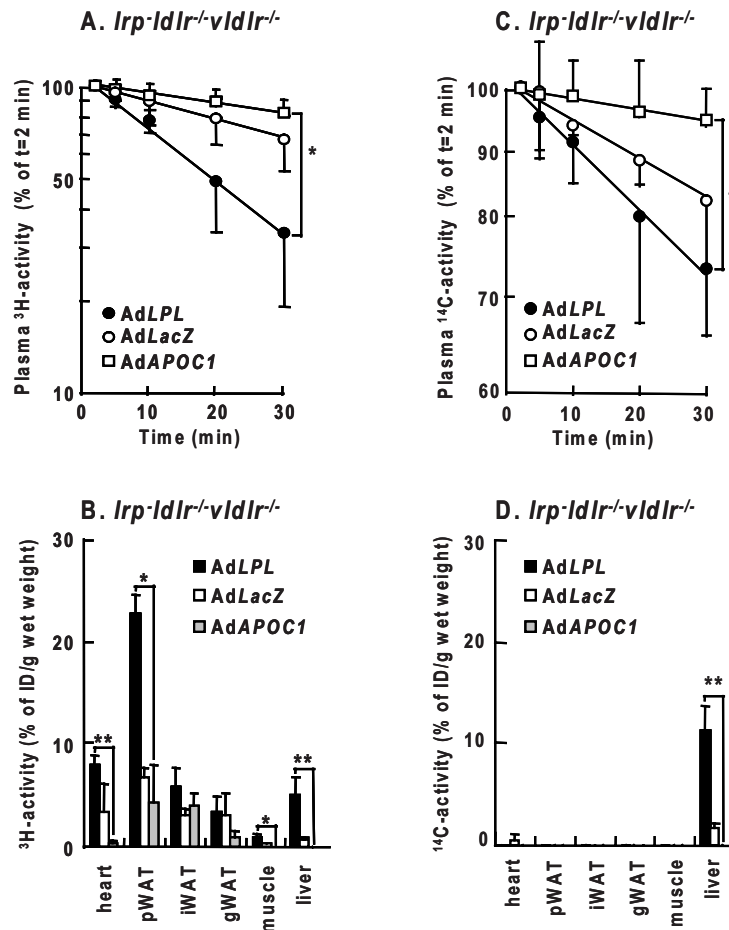 A. lrp-ldlr-/-vldlr-/-
Plasma 3H-activity (% of t=2 min)
100
50
10
*
AdLPL
AdLacZ
AdAPOC1
0 10 20 30
Time (min)
C. lrp-ldlr-/-vldlr-/-
Plasma 14C-activity (% of t=2 min)
100
90
80
70
60
AdLPL
AdLacZ
AdAPOC1
0 10 20 30
Time (min)
B. lrp-ldlr-/-vldlr-/-
3H-activity (% of ID/g wet weight)
30
20
10
0
AdLPL
AdLacZ
AdAPOC1
**
*
*
**
heart
pWAT
iWAT
gWAT
muscle
liver
D. lrp-ldlr-/-vldlr-/-
14C-activity (% of ID/g wet weight)
30
20
10
0
AdLPL
AdLacZ
AdAPOC1
**
heart
pWAT
iWAT
gWAT
muscle
liver